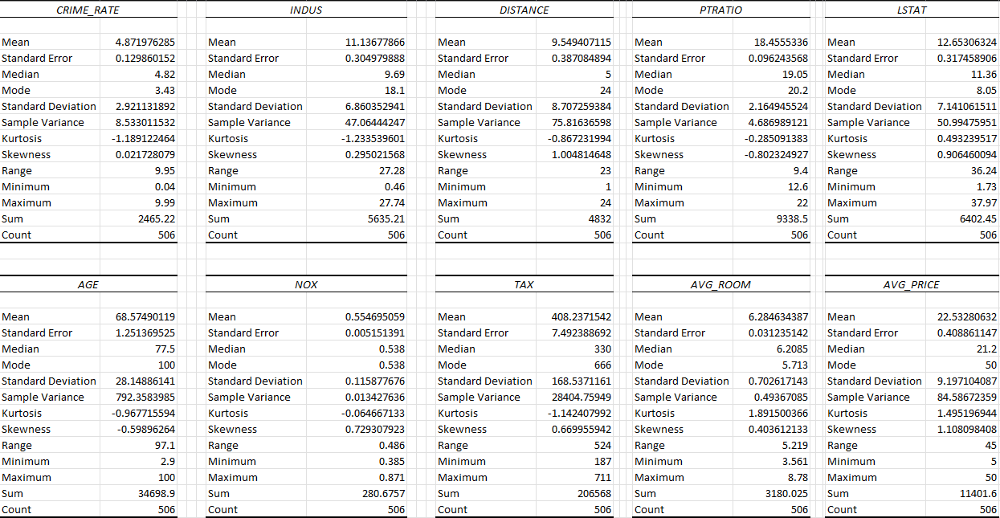 CRIME_RATE INDUS DISTANCE PTRATIO LSTAT
Mean 4.871976285 Mean 11.13677866 Mean 9.549407115 Mean 18.4555336 Mean 12.65306324
Standard Error 0.129860152 Standard Error 0.304979888 Standard Error 0.387084894 Standard Error 0.096243568 Standard Error 0.317458906
Median 4.82 Median 9.69 Median 5 Median 19.05 Median 11.36
Mode 3.43 Mode 18.1 Mode 24 Mode 20.2 Mode 8.05
Standard Deviation 2.921131892 Standard Deviation 6.860352941 Standard Deviation 8.707259384 Standard Deviation 2.164945524 Standard Deviation 7.141061511
Sample Variance 8.533011532 Sample Variance 47.06444247 Sample Variance 75.81636598 Sample Variance 4.686989121 Sample Variance 50.99475951
Kurtosis -1.189122464 Kurtosis -1.233539601 Kurtosis -0.867231994 Kurtosis -0.285091383 Kurtosis 0.493239517
Skewness 0.021728079 Skewness 0.295021568 Skewness 1.004814648 Skewness -0.802324927 Skewness 0.906460094
Range 9.95 Range 27.28 Range 23 Range 9.4 Range 36.24
Minimum 0.04 Minimum 0.46 Minimum 1 Minimum 12.6 Minimum 1.73
Maximum 9.99 Maximum 27.74 Maximum 24 Maximum 22 Maximum 37.97
Sum 2465.22 Sum 5635.21 Sum 4832 Sum 9338.5 Sum 6402.45
Count 506 Count 506 Count 506 Count 506 Count 506
AGE NOX TAX AVG_ROOM AVG_PRICE
Mean 68.57490119 Mean 0.554695059 Mean 408.2371542 Mean 6.284634387 Mean 22.53280632
Standard Error 1.251369525 Standard Error 0.005151391 Standard Error 7.492388692 Standard Error 0.031235142 Standard Error 0.408861147
Median 77.5 Median 0.538 Median 330 Median 6.2085 Median 21.2
Mode 100 Mode 0.538 Mode 666 Mode 5.713 Mode 50
Standard Deviation 28.14886141 Standard Deviation 0.115877676 Standard Deviation 168.5371161 Standard Deviation 0.702617143 Standard Deviation 9.197104087
Sample Variance 792.3583985 Sample Variance 0.013427636 Sample Variance 28404.75949 Sample Variance 0.49367085 Sample Variance 84.58672359
Kurtosis -0.967715594 Kurtosis -0.064667133 Kurtosis -1.142407992 Kurtosis 1.891500366 Kurtosis 1.495196944
Skewness -0.59896264 Skewness 0.729307923 Skewness 0.669955942 Skewness 0.403612133 Skewness 1.108098408
Range 97.1 Range 0.486 Range 524 Range 5.219 Range 45
Minimum 2.9 Minimum 0.385 Minimum 187 Minimum 3.561 Minimum 5
Maximum 100 Maximum 0.871 Maximum 711 Maximum 8.78 Maximum 50
Sum 34698.9 Sum 280.6757 Sum 206568 Sum 3180.025 Sum 11401.6
Count 506 Count 506 Count 506 Count 506 Count 506